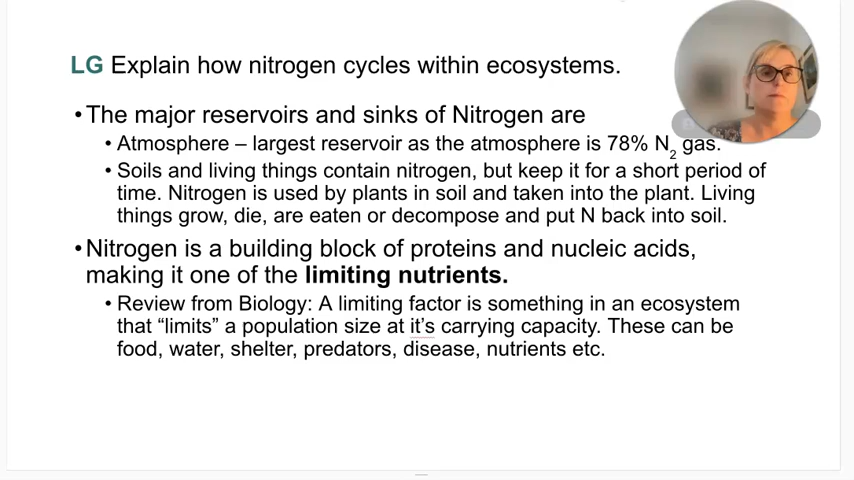 LG Explain how nitrogen cycles within ecosystems.
•The major reservoirs and sinks of Nitrogen are
• Atmosphere – largest reservoir as the atmosphere is 78% N2 gas.
• Soils and living things contain nitrogen, but keep it for a short period of
time. Nitrogen is used by plants in soil and taken into the plant. Living
things grow, die, are eaten or decompose and put N back into soil.
•Nitrogen is a building block of proteins and nucleic acids,
making it one of the limiting nutrients.
• Review from Biology: A limiting factor is something in an ecosystem
that “limits” a population size at it’s carrying capacity. These can be
food, water, shelter, predators, disease, nutrients etc.